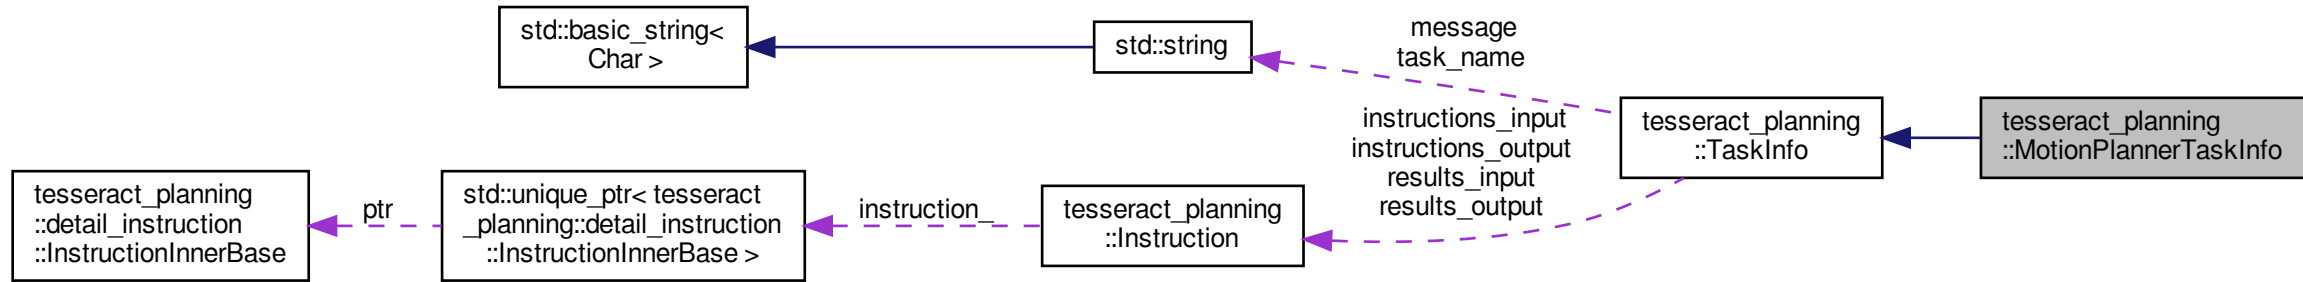 std::basic_string<
Char >
std::string
message
task_name
instructions_input
instructions_output
results_input
results_output
tesseract_planning
::TaskInfo
tesseract_planning
::MotionPlannerTaskInfo
tesseract_planning
::detail_instruction
::InstructionInnerBase
ptr
std::unique_ptr< tesseract
_planning::detail_instruction
::InstructionInnerBase >
instruction_
tesseract_planning
::Instruction